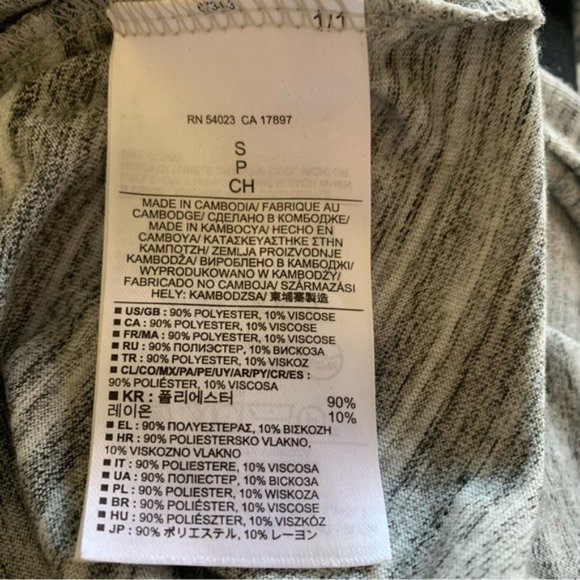 1/1
RN 54023 CA 17897
S
P
CH
MADE IN CAMBODIA/ FABRIQUE AU
CAMBODGE/ СДЕЛАНО В КОМБОДЖЕ/
MADE IN KAMBOCYA/ HECHO EN
CAMBOYA/ ΚΑΤΑΣΚΕΥΑΣΤΗΚΕ ΣΤΗΝ
ΚΑΜΠΟΤΖΗ/ ZEMLJA PROIZVODNJE
KAMBODŽA/ ВИРОБЛЕНО В КАМБОДЖІ/
WYPRODUKOWANO W KAMBODŻY/
FABRICADO NO CAMBOJA/ SZÁRMAZÁSI
HELY: KAMBODZSA/ 柬埔寨製造
■ US/GB : 90% POLYESTER, 10% VISCOSE
■ CA : 90% POLYESTER, 10% VISCOSE
■ FR/MA : 90% POLYESTER, 10% VISCOSE
■ RU : 90% ПОЛИЭСТЕР, 10% ВИСКОЗА
■ TR : 90% POLYESTER, 10% VISKOZ
■ CL/CO/MX/PA/PE/UY/AR/PY/CR/ES :
90% POLIÉSTER, 10% VISCOSA
■ KR : 폴리에스터 90%
레이온 10%
■ EL : 90% ΠΟΛΥΕΣΤΕΡΑΣ, 10% ΒΙΣΚΟΖΗ
■ HR : 90% POLIESTERSKO VLAKNO,
10% VISKOZNO VLAKNO
■ IT : 90% POLIESTERE, 10% VISCOSA
■ UA : 90% ПОЛІЕСТЕР, 10% ВІСКОЗА
■ PL : 90% POLIESTER, 10% WISKOZA
■ BR : 90% POLIÉSTER, 10% VISCOSE
■ HU : 90% POLIÉSZTER, 10% VISZKÓZ
■ JP : 90% ポリエステル, 10% レーヨン